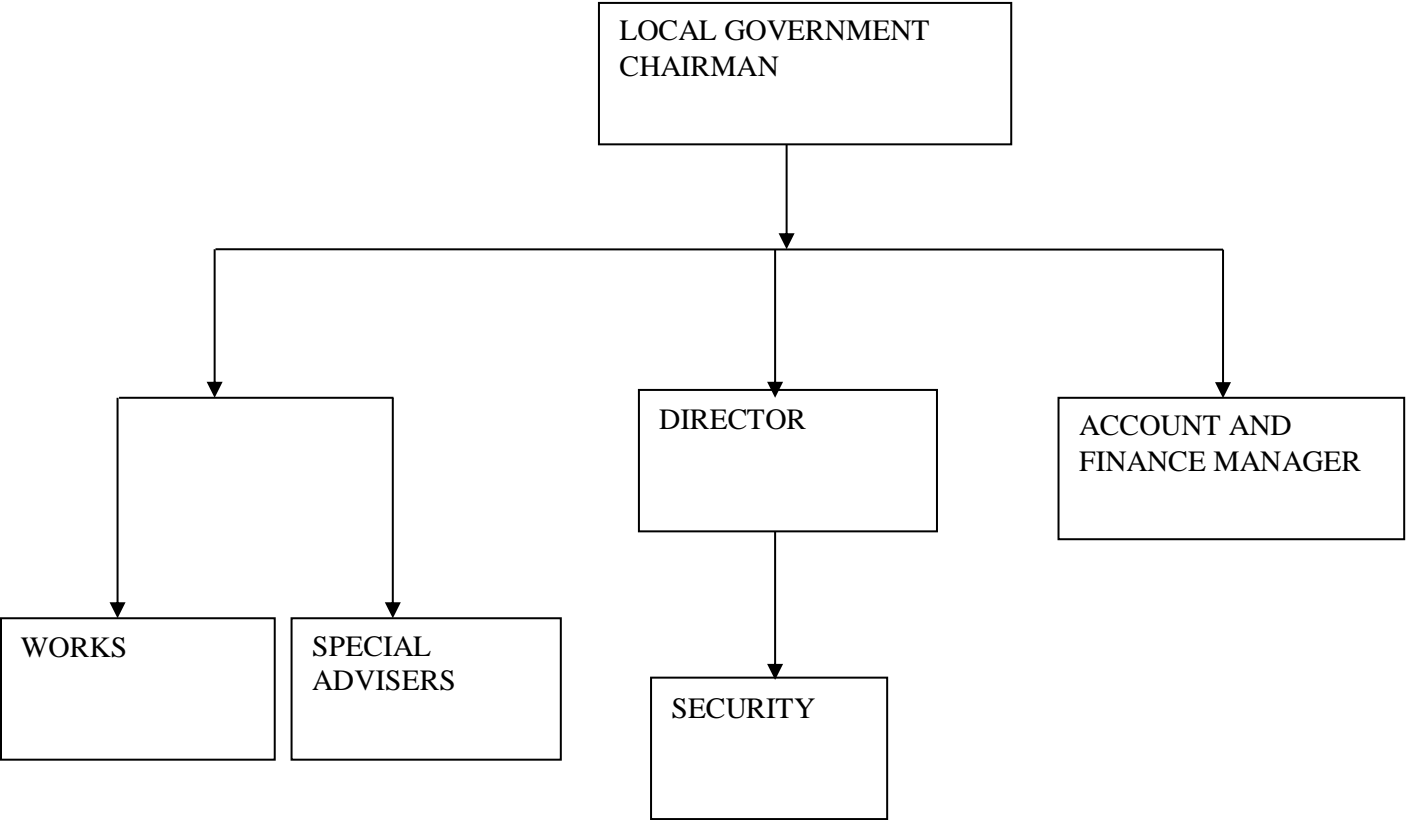 LOCAL GOVERNMENT
CHAIRMAN
DIRECTOR
ACCOUNT AND
FINANCE MANAGER
WORKS
SPECIAL
ADVISERS
SECURITY